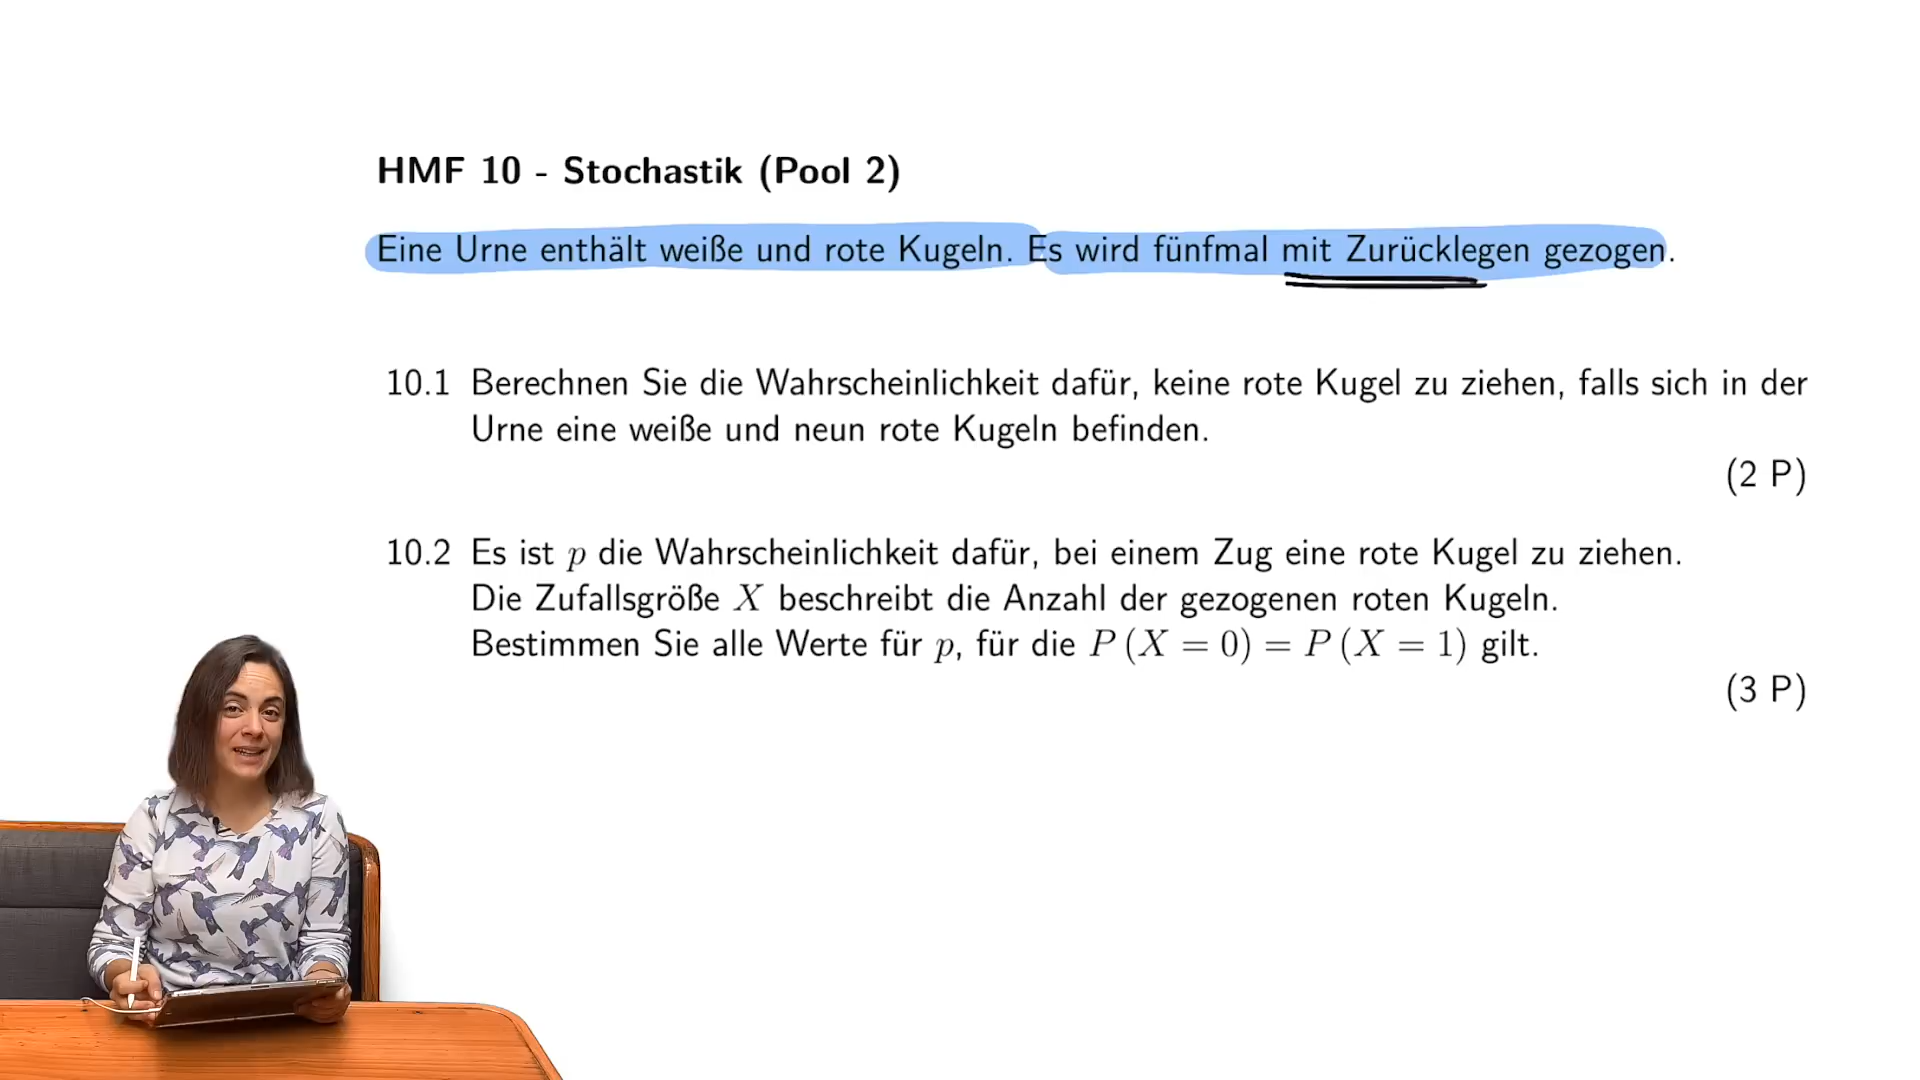 HMF 10 - Stochastik (Pool 2)
Eine Urne enthält weiße und rote Kugeln. Es wird fünfmal mit Zurücklegen gezogen.
10.1 Berechnen Sie die Wahrscheinlichkeit dafür, keine rote Kugel zu ziehen, falls sich in der
Urne eine weiße und neun rote Kugeln befinden.
(2 P)
10.2 Es ist p die Wahrscheinlichkeit dafür, bei einem Zug eine rote Kugel zu ziehen.
Die Zufallsgröße X beschreibt die Anzahl der gezogenen roten Kugeln.
Bestimmen Sie alle Werte für p, für die P (X = 0) = P (X = 1) gilt.
(3 P)